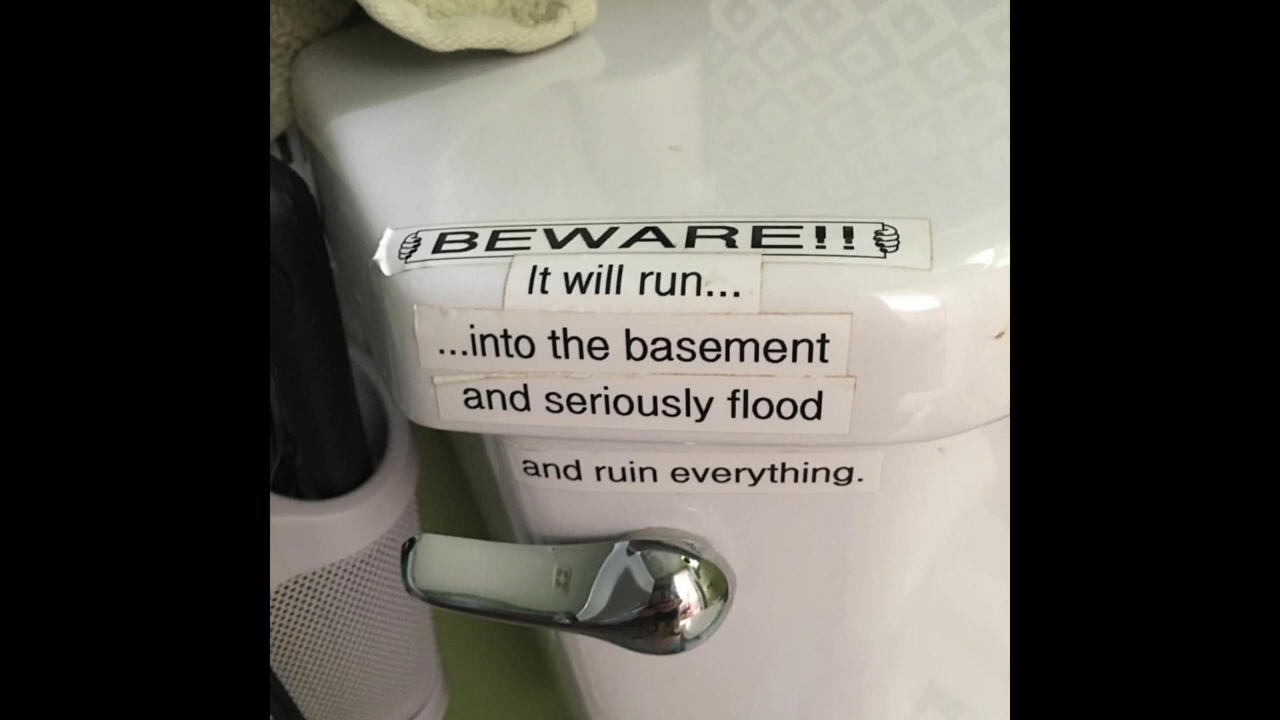 BEWARE!!
It will run...
...into the basement
and seriously flood
and ruin everything.